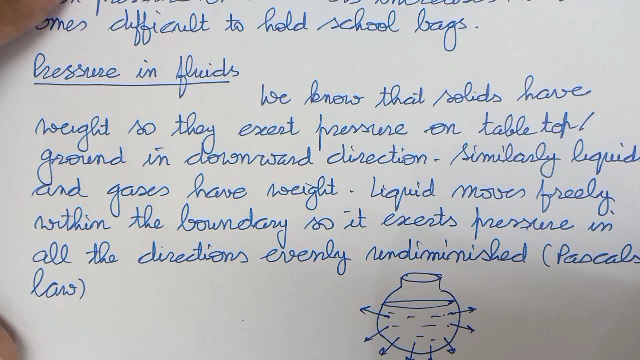 omes difficult to hold school bags.
Pressure in fluids
We know that solids have
weight so they exert pressure on table top/
ground in downward direction. Similarly liquid
and gases have weight. Liquid moves freely
within the boundary so it exerts pressure in
all the directions evenly undiminished (Pascals
law)